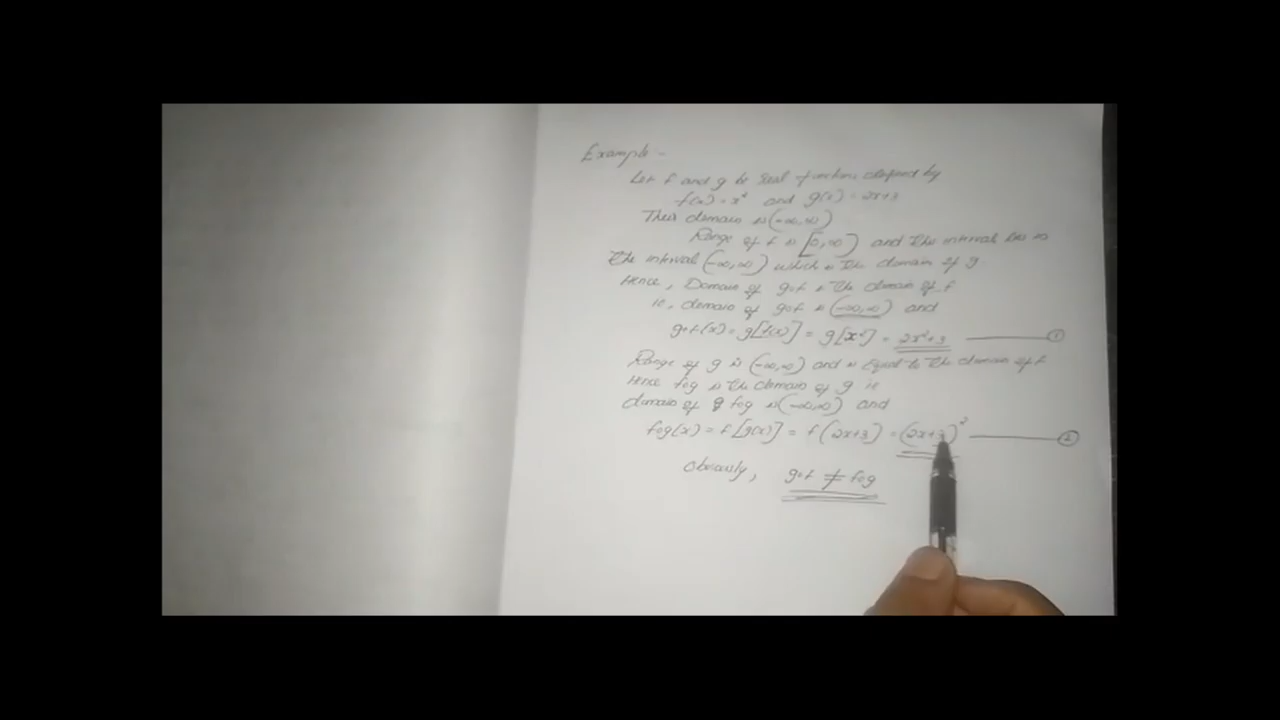 Example -
Let f and g be real functions defined by
f(x) = x² and g(x) = 2x+3
Their domain is (-∞,∞)
Range of f is [0,∞) and the interval lies in
the interval (-∞,∞) which is the domain of g.
Hence, Domain of gof is the domain of f
ie, domain of gof is (-∞,∞) and
gof(x) = g[f(x)] = g[x²] = 2x²+3 ①
Range of g is (-∞,∞) and is Equal to the domain of f
Hence fog is the domain of g ie
domain of fog is (-∞,∞) and
fog(x) = f[g(x)] = f(2x+3) = (2x+3)² ②
Obviously, gof ≠ fog